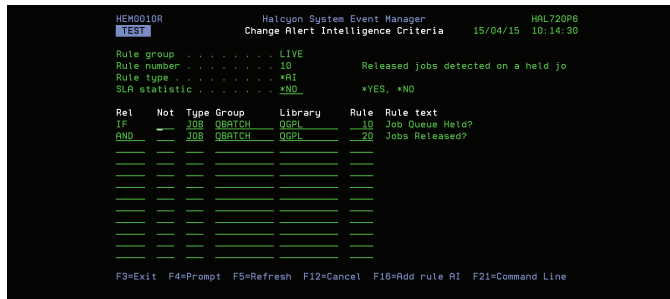 HEM0010R Halcyon System Event Manager HAL720P6
TEST Change Alert Intelligence Criteria 15/04/15 10:14:30
Rule group . . . . . . . . LIVE
Rule number . . . . . . . . 10 Released jobs detected on a held jo
Rule type . . . . . . . . . *AI
SLA statistic . . . . . . . *NO *YES, *NO
Rel Not Type Group Library Rule Rule text
IF JOB QBATCH QGPL 10 Job Queue Held?
AND JOB QBATCH QGPL 20 Jobs Released?
F3=Exit F4=Prompt F5=Refresh F12=Cancel F16=Add rule AI F21=Command Line